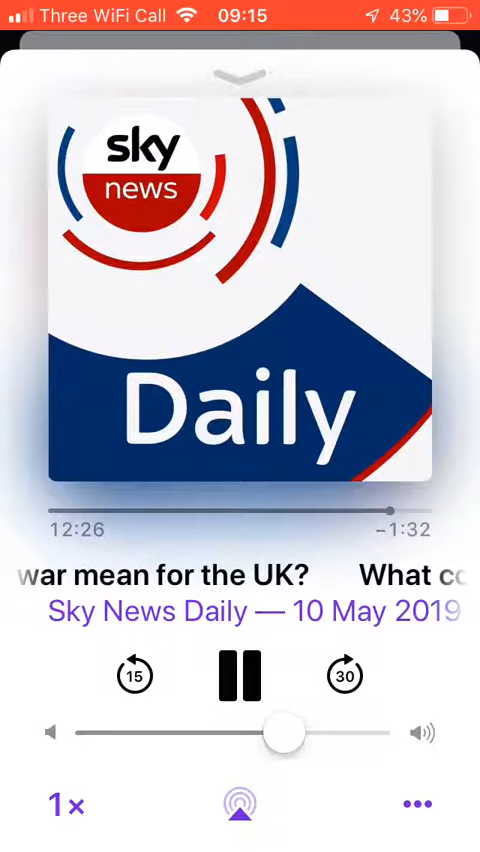 Three WiFi Call 09:15 43%
sky
news
Daily
12:26 −1:32
war mean for the UK? What
Sky News Daily — 10 May 2019
15 30
1×